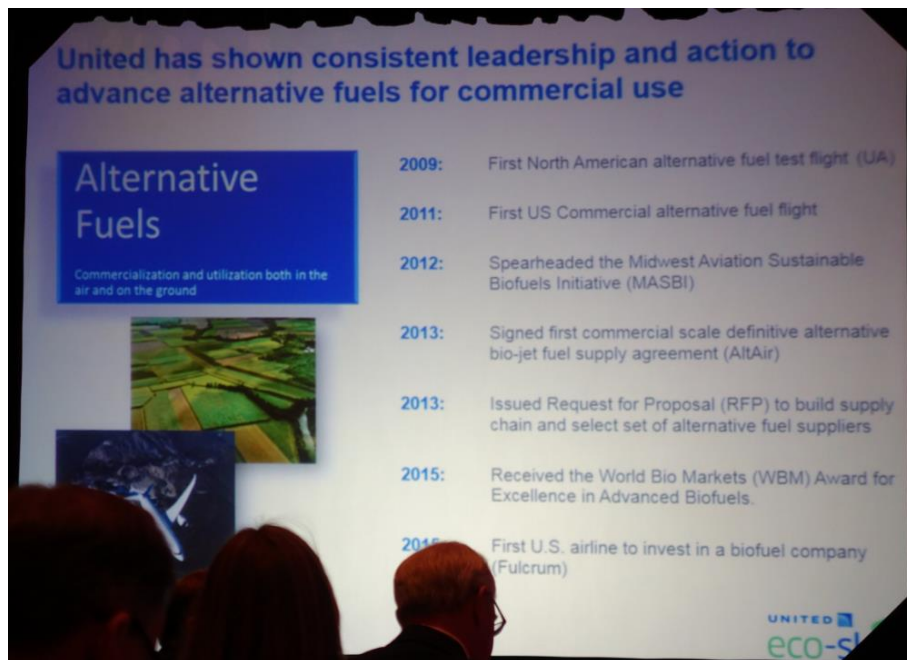 United has shown consistent leadership and action to
advance alternative fuels for commercial use
Alternative
Fuels
Commercialization and utilization both in the
air and on the ground
2009: First North American alternative fuel test flight (UA)
2011: First US Commercial alternative fuel flight
2012: Spearheaded the Midwest Aviation Sustainable
Biofuels Initiative (MASBI)
2013: Signed first commercial scale definitive alternative
bio-jet fuel supply agreement (AltAir)
2013: Issued Request for Proposal (RFP) to build supply
chain and select set of alternative fuel suppliers
2015: Received the World Bio Markets (WBM) Award for
Excellence in Advanced Biofuels.
First U.S. airline to invest in a biofuel company
(Fulcrum)
UNITED